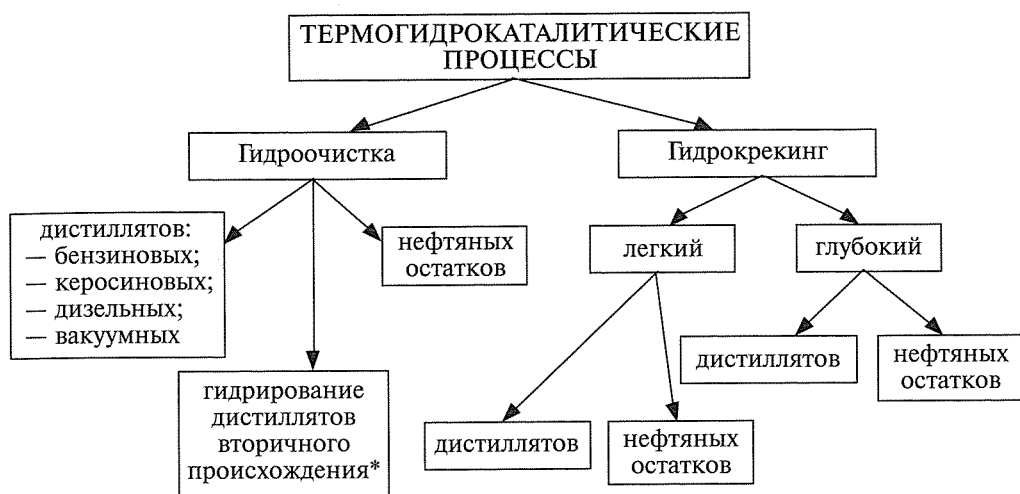 ТЕРМОГИДРОКАТАЛИТИЧЕСКИЕ
ПРОЦЕССЫ
Гидроочистка
Гидрокрекинг
дистиллятов:
— бензиновых;
— керосиновых;
— дизельных;
— вакуумных
нефтяных
остатков
легкий
глубокий
гидрирование
дистиллятов
вторичного
происхождения*
дистиллятов
нефтяных
остатков
дистиллятов
нефтяных
остатков